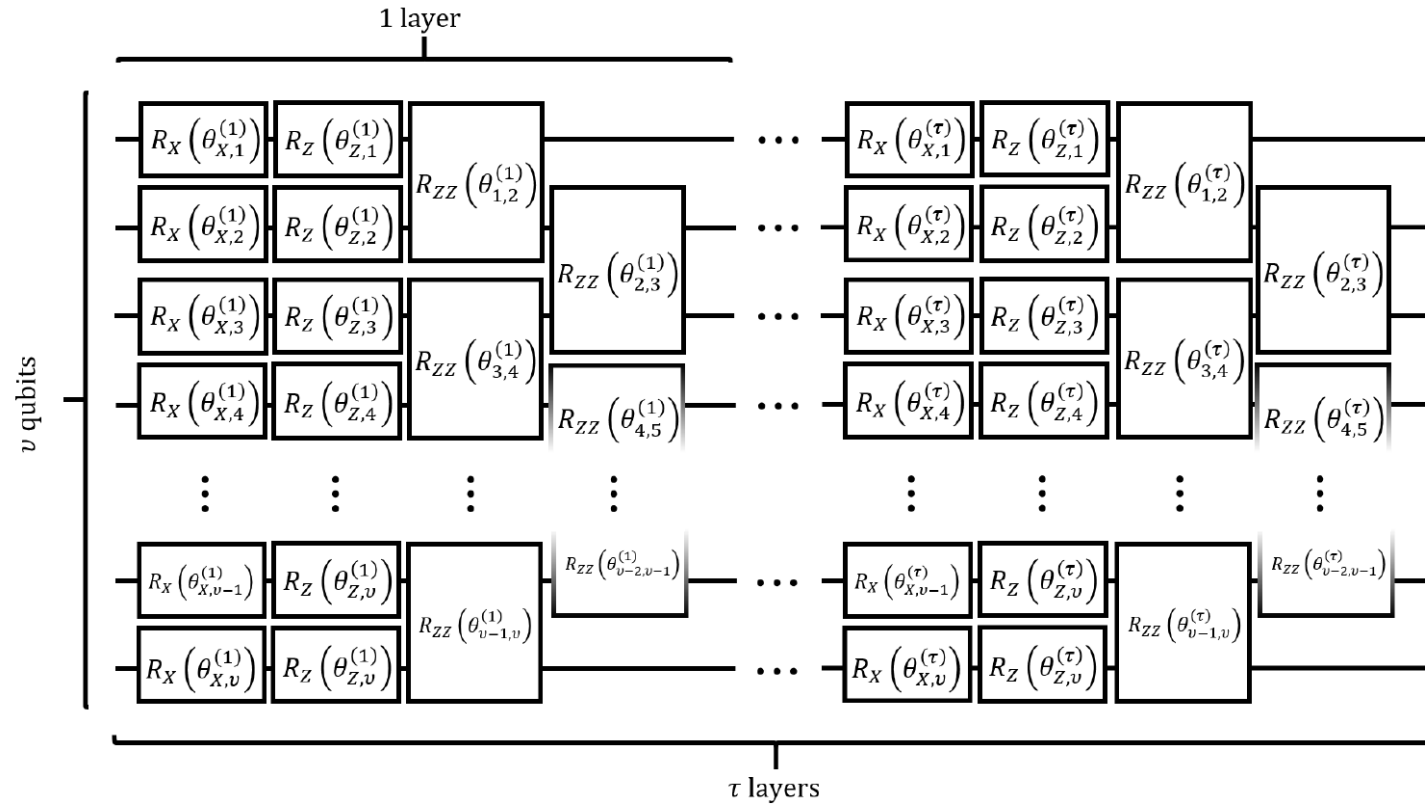 1 layer
R_X(θ_{X,1}^{(1)}) R_Z(θ_{Z,1}^{(1)}) R_{ZZ}(θ_{1,2}^{(1)}) ⋯ R_X(θ_{X,1}^{(τ)}) R_Z(θ_{Z,1}^{(τ)}) R_{ZZ}(θ_{1,2}^{(τ)})
R_X(θ_{X,2}^{(1)}) R_Z(θ_{Z,2}^{(1)}) R_{ZZ}(θ_{2,3}^{(1)}) ⋯ R_X(θ_{X,2}^{(τ)}) R_Z(θ_{Z,2}^{(τ)}) R_{ZZ}(θ_{2,3}^{(τ)})
R_X(θ_{X,3}^{(1)}) R_Z(θ_{Z,3}^{(1)}) R_{ZZ}(θ_{3,4}^{(1)}) ⋯ R_X(θ_{X,3}^{(τ)}) R_Z(θ_{Z,3}^{(τ)}) R_{ZZ}(θ_{3,4}^{(τ)})
R_X(θ_{X,4}^{(1)}) R_Z(θ_{Z,4}^{(1)}) R_{ZZ}(θ_{4,5}^{(1)}) ⋯ R_X(θ_{X,4}^{(τ)}) R_Z(θ_{Z,4}^{(τ)}) R_{ZZ}(θ_{4,5}^{(τ)})
υ qubits
⋮ ⋮ ⋮ ⋮ ⋮ ⋮ ⋮ ⋮
R_X(θ_{X,υ−1}^{(1)}) R_Z(θ_{Z,υ}^{(1)}) R_{ZZ}(θ_{υ−2,υ−1}^{(1)}) ⋯ R_X(θ_{X,υ−1}^{(τ)}) R_Z(θ_{Z,υ}^{(τ)}) R_{ZZ}(θ_{υ−2,υ−1}^{(τ)})
R_{ZZ}(θ_{υ−1,υ}^{(1)}) R_{ZZ}(θ_{υ−1,υ}^{(τ)})
R_X(θ_{X,υ}^{(1)}) R_Z(θ_{Z,υ}^{(1)}) ⋯ R_X(θ_{X,υ}^{(τ)}) R_Z(θ_{Z,υ}^{(τ)})
τ layers